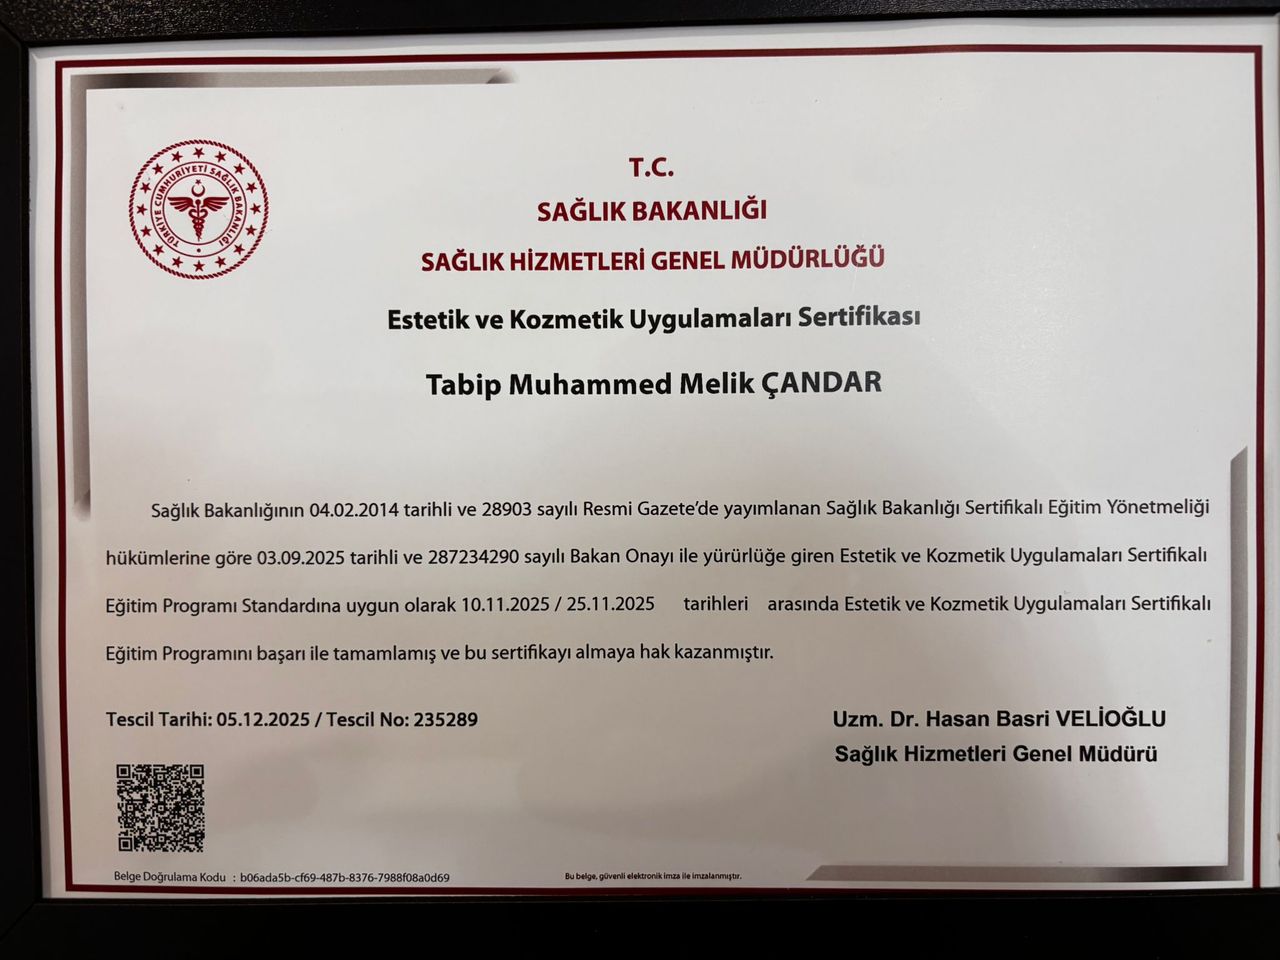 TÜRKİYE CUMHURİYETİ SAĞLIK BAKANLIĞI
T.C.
SAĞLIK BAKANLIĞI
SAĞLIK HİZMETLERİ GENEL MÜDÜRLÜĞÜ
Estetik ve Kozmetik Uygulamaları Sertifikası
Tabip Muhammed Melik ÇANDAR
Sağlık Bakanlığının 04.02.2014 tarihli ve 28903 sayılı Resmi Gazete'de yayımlanan Sağlık Bakanlığı Sertifikalı Eğitim Yönetmeliği
hükümlerine göre 03.09.2025 tarihli ve 287234290 sayılı Bakan Onayı ile yürürlüğe giren Estetik ve Kozmetik Uygulamaları Sertifikalı
Eğitim Programı Standardına uygun olarak 10.11.2025 / 25.11.2025 tarihleri arasında Estetik ve Kozmetik Uygulamaları Sertifikalı
Eğitim Programını başarı ile tamamlamış ve bu sertifikayı almaya hak kazanmıştır.
Tescil Tarihi: 05.12.2025 / Tescil No: 235289
Uzm. Dr. Hasan Basri VELİOĞLU
Sağlık Hizmetleri Genel Müdürü
Belge Doğrulama Kodu : b06ada5b-cf69-487b-8376-7988f08a0d69
Bu belge, güvenli elektronik imza ile imzalanmıştır.